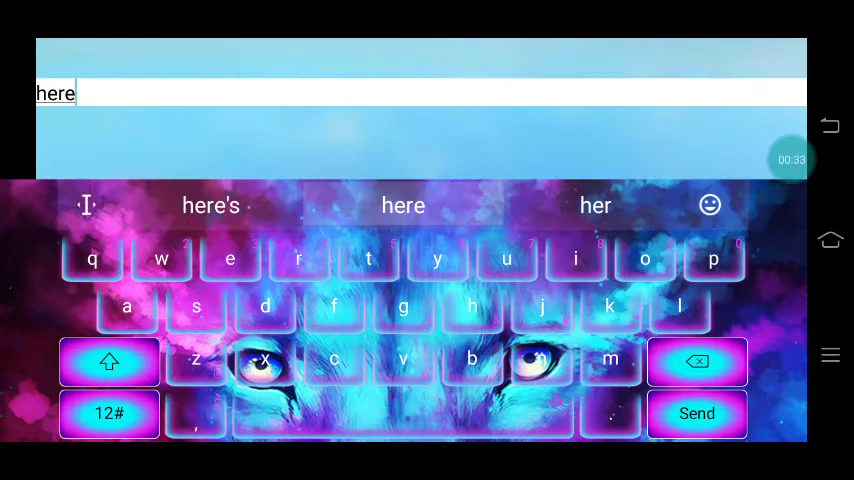 here
00:33
here's here her
q w e r t y u i o p
a s d f g h j k l
z x c v b n m
12# , . Send